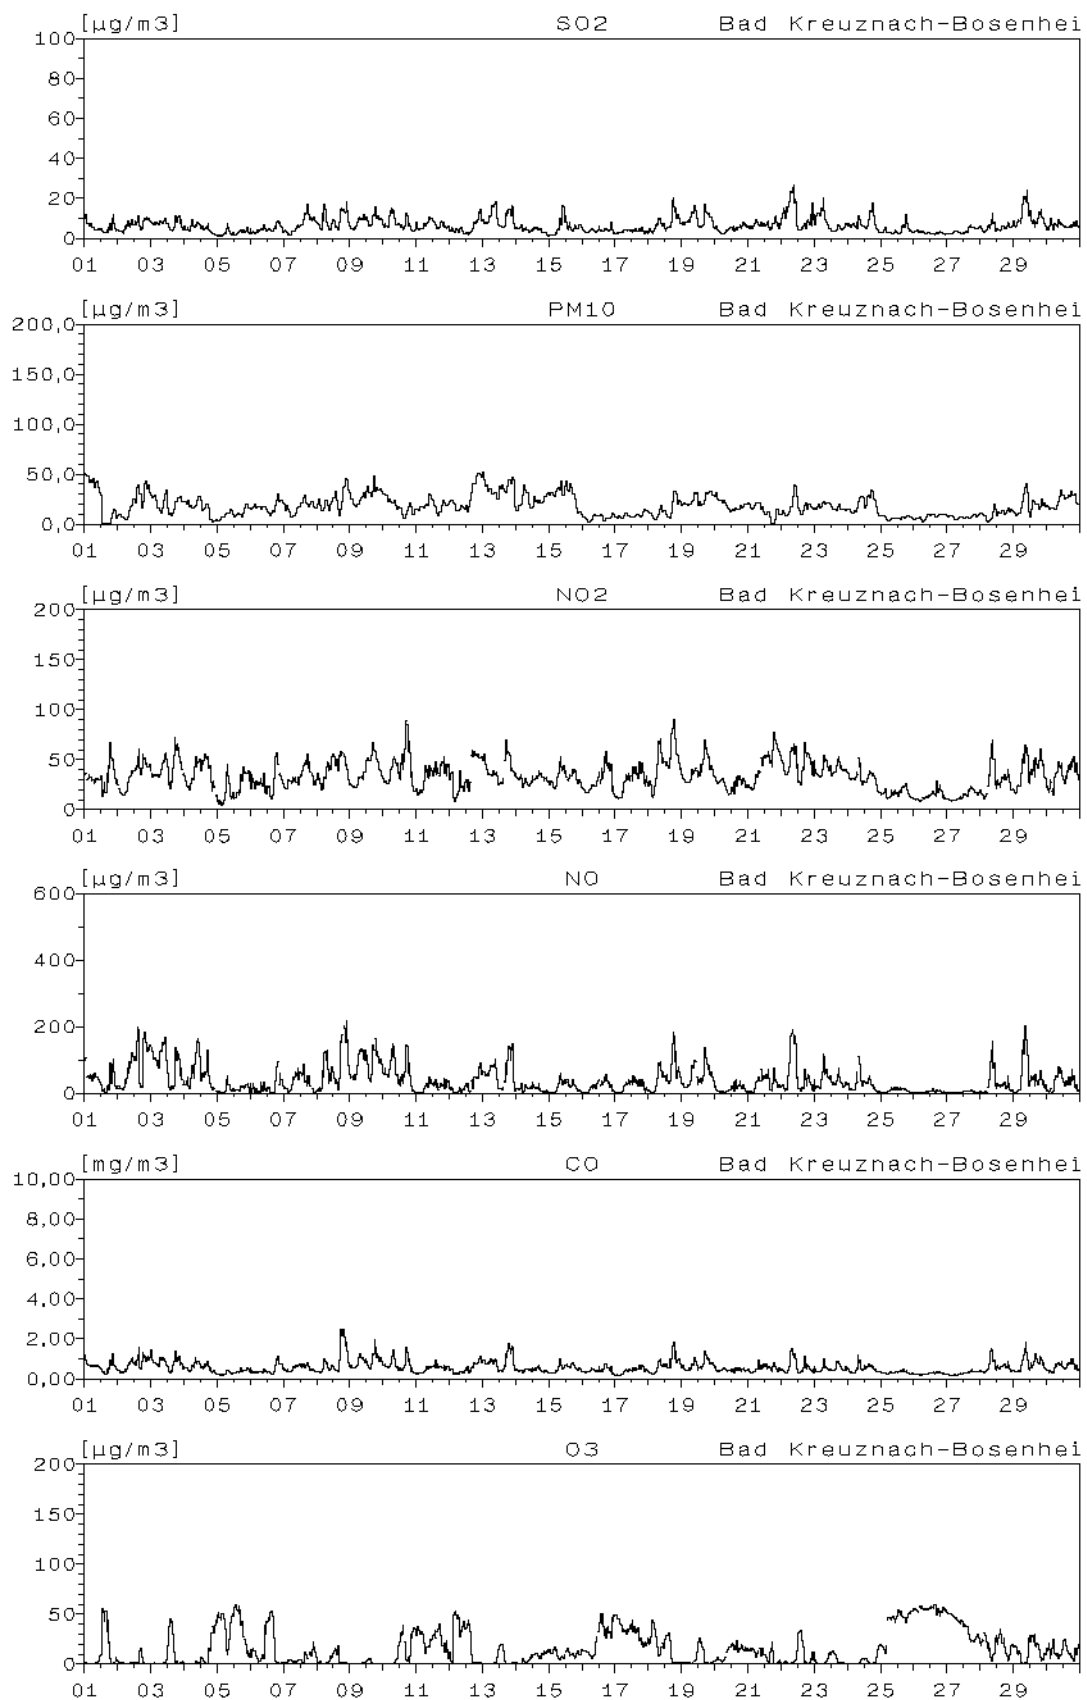 [µg/m3] SO2 Bad Kreuznach-Bosenhei
100
80
60
40
20
0
01 03 05 07 09 11 13 15 17 19 21 23 25 27 29
[µg/m3] PM10 Bad Kreuznach-Bosenhei
200,0
150,0
100,0
50,0
0,0
01 03 05 07 09 11 13 15 17 19 21 23 25 27 29
[µg/m3] NO2 Bad Kreuznach-Bosenhei
200
150
100
50
0
01 03 05 07 09 11 13 15 17 19 21 23 25 27 29
[µg/m3] NO Bad Kreuznach-Bosenhei
600
400
200
0
01 03 05 07 09 11 13 15 17 19 21 23 25 27 29
[mg/m3] CO Bad Kreuznach-Bosenhei
10,00
8,00
6,00
4,00
2,00
0,00
01 03 05 07 09 11 13 15 17 19 21 23 25 27 29
[µg/m3] O3 Bad Kreuznach-Bosenhei
200
150
100
50
0
01 03 05 07 09 11 13 15 17 19 21 23 25 27 29